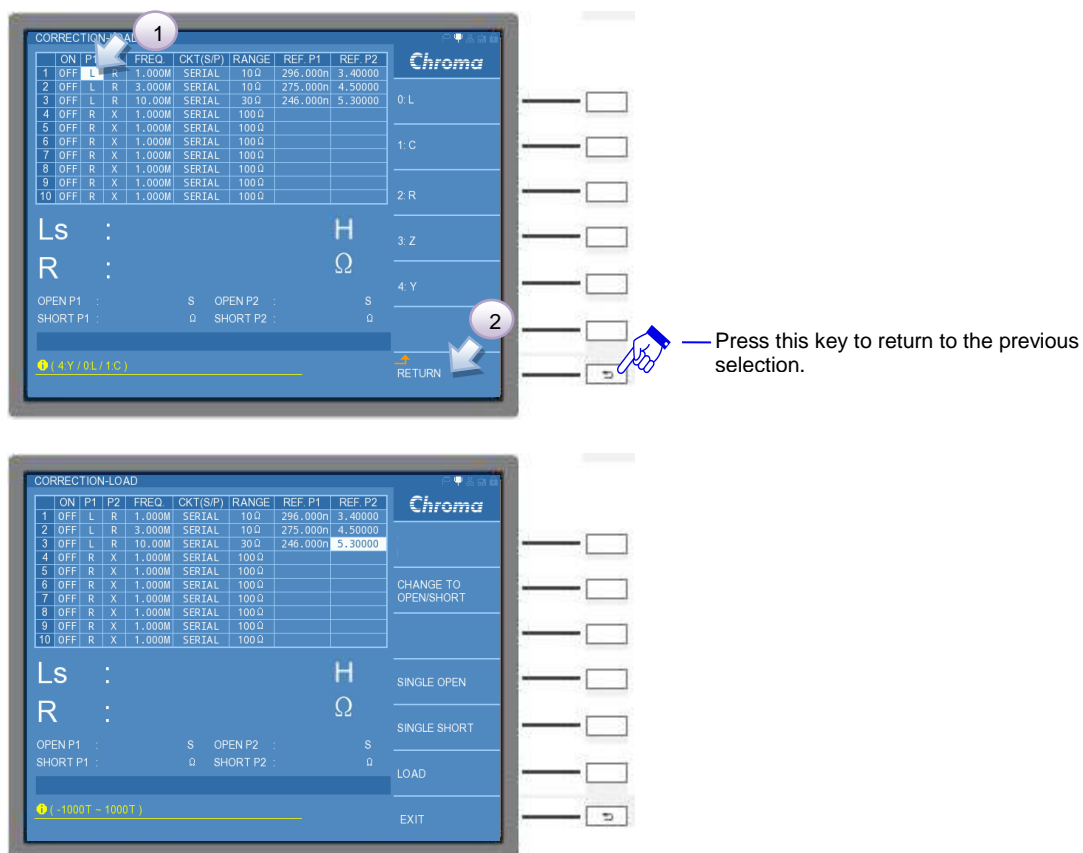 CORRECTION-LOAD
1
Chroma
ON P1 FREQ. CKT(S/P) RANGE REF. P1 REF. P2
1 OFF L R 1.000M SERIAL 10Ω 296.000n 3.40000
2 OFF L R 3.000M SERIAL 10Ω 275.000n 4.50000
3 OFF L R 10.00M SERIAL 30Ω 246.000n 5.30000
4 OFF R X 1.000M SERIAL 100Ω
5 OFF R X 1.000M SERIAL 100Ω
6 OFF R X 1.000M SERIAL 100Ω
7 OFF R X 1.000M SERIAL 100Ω
8 OFF R X 1.000M SERIAL 100Ω
9 OFF R X 1.000M SERIAL 100Ω
10 OFF R X 1.000M SERIAL 100Ω
0: L
1: C
2: R
3: Z
4: Y
Ls : H
R : Ω
OPEN P1 : S OPEN P2 : S
SHORT P1 : Ω SHORT P2 : Ω
2
( 4:Y / 0:L / 1:C )
RETURN
Press this key to return to the previous
selection.
CORRECTION-LOAD
Chroma
ON P1 P2 FREQ. CKT(S/P) RANGE REF. P1 REF. P2
1 OFF L R 1.000M SERIAL 10Ω 296.000n 3.40000
2 OFF L R 3.000M SERIAL 10Ω 275.000n 4.50000
3 OFF L R 10.00M SERIAL 30Ω 246.000n 5.30000
4 OFF R X 1.000M SERIAL 100Ω
5 OFF R X 1.000M SERIAL 100Ω
6 OFF R X 1.000M SERIAL 100Ω
7 OFF R X 1.000M SERIAL 100Ω
8 OFF R X 1.000M SERIAL 100Ω
9 OFF R X 1.000M SERIAL 100Ω
10 OFF R X 1.000M SERIAL 100Ω
CHANGE TO
OPEN/SHORT
Ls : H
R : Ω
SINGLE OPEN
SINGLE SHORT
OPEN P1 : S OPEN P2 : S
SHORT P1 : Ω SHORT P2 : Ω
LOAD
( -1000T ~ 1000T )
EXIT